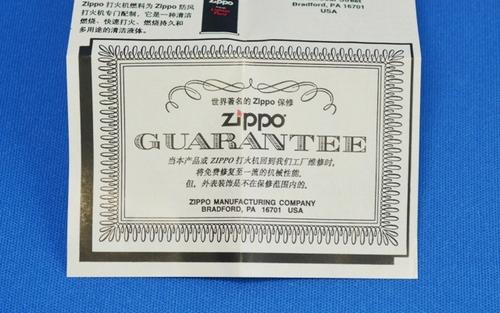 Zippo 打火机燃料为 Zippo 防风
打火机专门配制，它是一种清洁
燃烧、快速打火、燃烧持久和
多用途的清洁液体。
Street
Bradford, PA 16701
USA
世界著名的 Zippo 保修
zippo
GUARANTEE
当本产品或 ZIPPO 打火机回到我们工厂维修时，
将免费修复至一流的机械性能。
但，外表装饰是不在保修范围内的。
ZIPPO MANUFACTURING COMPANY
BRADFORD, PA 16701 USA